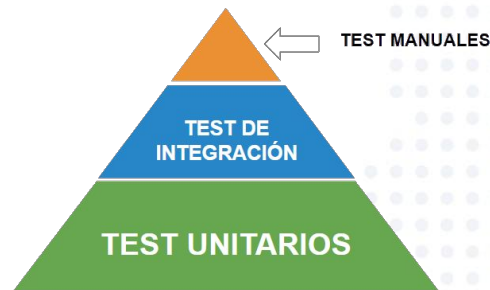 TEST MANUALES
TEST DE
INTEGRACIÓN
TEST UNITARIOS